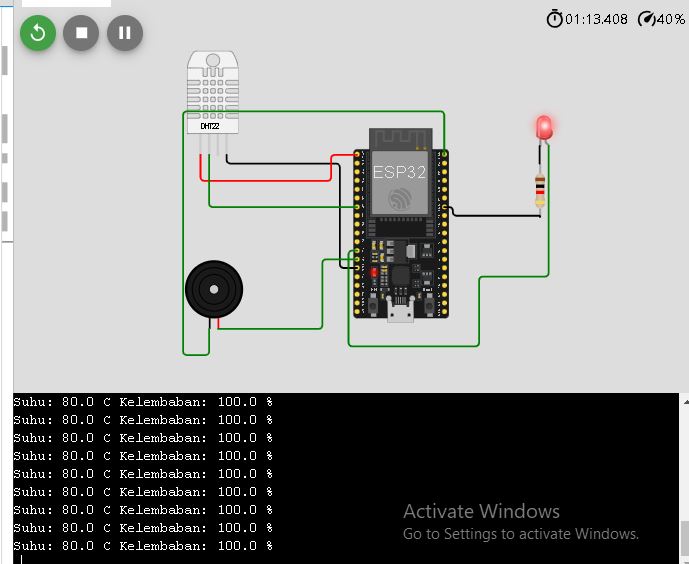 01:13.408 40%
DHT22
ESP32
Suhu: 80.0 C Kelembaban: 100.0 %
Suhu: 80.0 C Kelembaban: 100.0 %
Suhu: 80.0 C Kelembaban: 100.0 %
Suhu: 80.0 C Kelembaban: 100.0 %
Suhu: 80.0 C Kelembaban: 100.0 %
Suhu: 80.0 C Kelembaban: 100.0 %
Suhu: 80.0 C Kelembaban: 100.0 %
Suhu: 80.0 C Kelembaban: 100.0 %
Suhu: 80.0 C Kelembaban: 100.0 %
Activate Windows
Go to Settings to activate Windows.